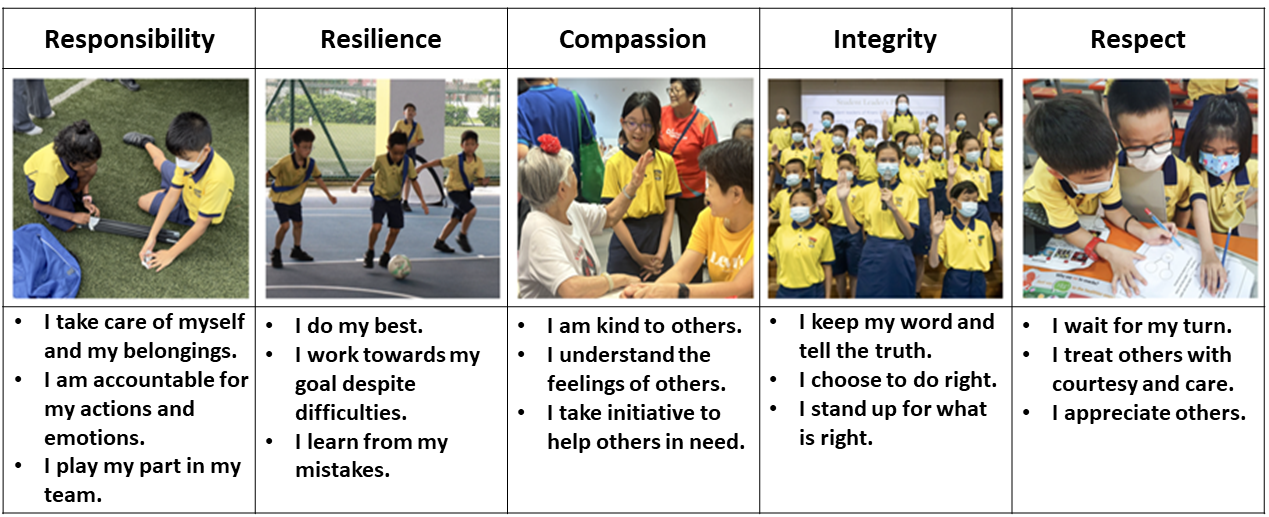 Responsibility
Resilience
Compassion
Integrity
Respect
Student Leader's
• I take care of myself
and my belongings.
• I am accountable for
my actions and
emotions.
• I play my part in my
team.
• I do my best.
• I work towards my
goal despite
difficulties.
• I learn from my
mistakes.
• I am kind to others.
• I understand the
feelings of others.
• I take initiative to
help others in need.
• I keep my word and
tell the truth.
• I choose to do right.
• I stand up for what
is right.
• I wait for my turn.
• I treat others with
courtesy and care.
• I appreciate others.